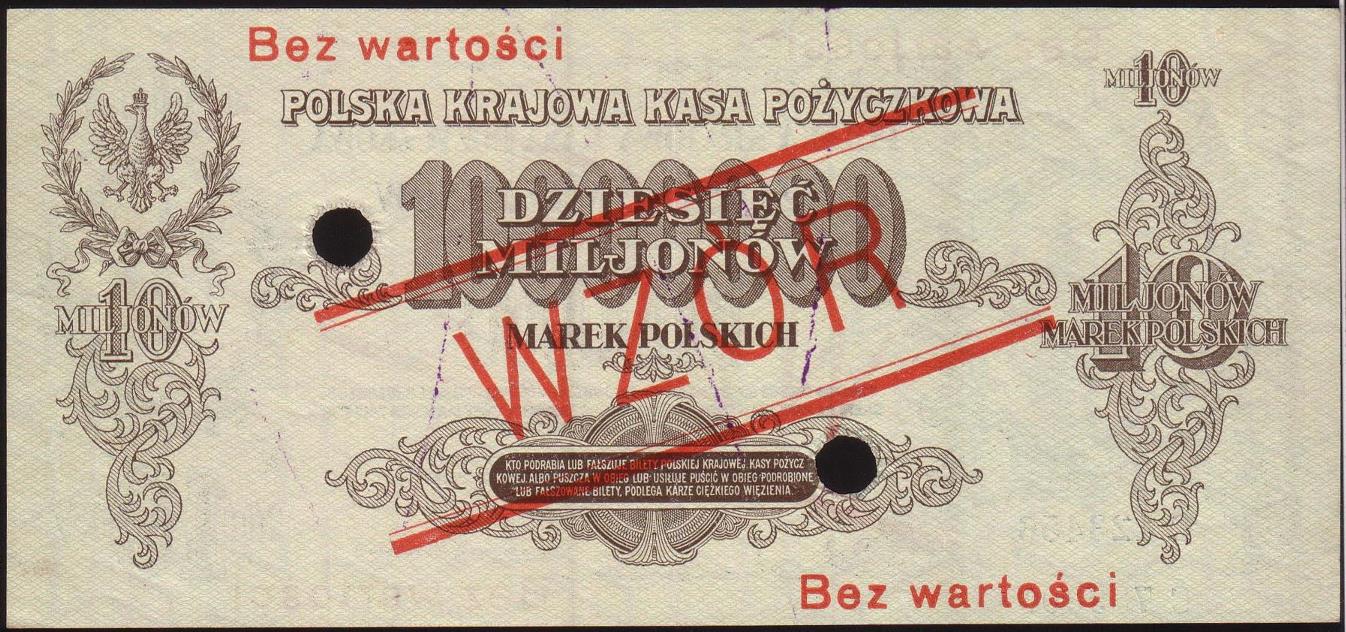 Bez wartości
POLSKA KRAJOWA KASA POŻYCZKOWA
10
MILJONÓW
10000000
DZIESIĘĆ
MILJONÓW
MAREK POLSKICH
10
MILJONÓW
10
MILJONÓW
MAREK POLSKICH
WZÓR
KTO PODRABIA LUB FAŁSZUJE BILETY POLSKIEJ KRAJOWEJ KASY POŻYCZ
KOWEJ ALBO PUSZCZA W OBIEG LUB USIŁUJE PUŚCIĆ W OBIEG PODROBIONE
LUB FAŁSZOWANE BILETY, PODLEGA KARZE CIĘŻKIEGO WIĘZIENIA.
Bez wartości